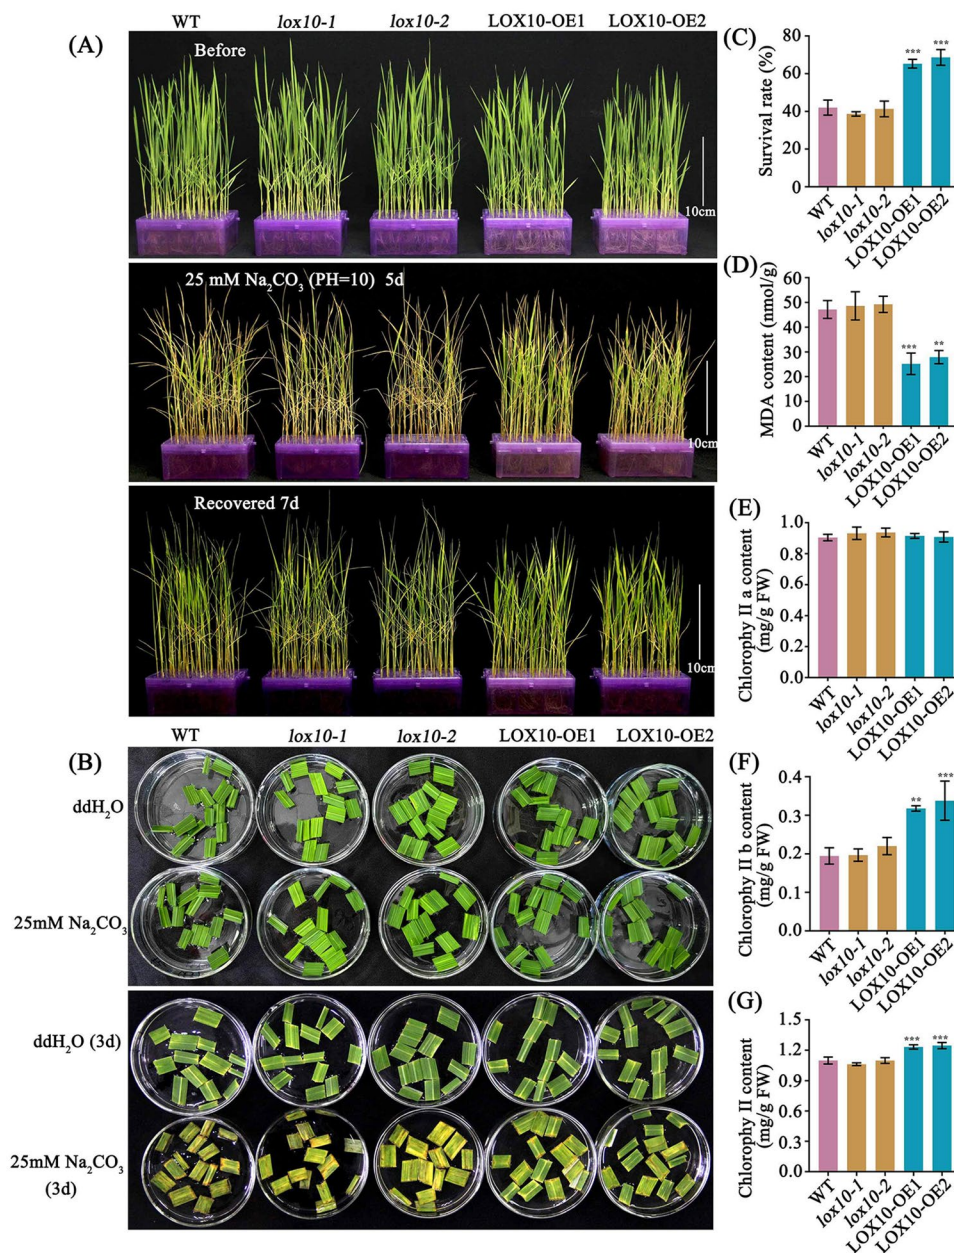 WT lox10-1 lox10-2 LOX10-OE1 LOX10-OE2
(A)
Before
10cm
25 mM Na₂CO₃ (PH=10) 5d
10cm
Recovered 7d
10cm
WT lox10-1 lox10-2 LOX10-OE1 LOX10-OE2
(B)
ddH₂O
25mM Na₂CO₃
ddH₂O (3d)
25mM Na₂CO₃
(3d)
(C)
Survival rate (%)
80
60
40
20
0
***
***
WT
lox10-1
lox10-2
LOX10-OE1
LOX10-OE2
(D)
MDA content (nmol/g)
60
50
40
30
20
10
0
***
**
WT
lox10-1
lox10-2
LOX10-OE1
LOX10-OE2
(E)
Chlorophy II a content
(mg/g FW)
1.0
0.8
0.6
0.4
0.2
0.0
WT
lox10-1
lox10-2
LOX10-OE1
LOX10-OE2
(F)
Chlorophy II b content
(mg/g FW)
0.4
0.3
0.2
0.1
0.0
**
***
WT
lox10-1
lox10-2
LOX10-OE1
LOX10-OE2
(G)
Chlorophy II content
(mg/g FW)
1.5
1.2
0.9
0.6
0.3
0.0
***
***
WT
lox10-1
lox10-2
LOX10-OE1
LOX10-OE2